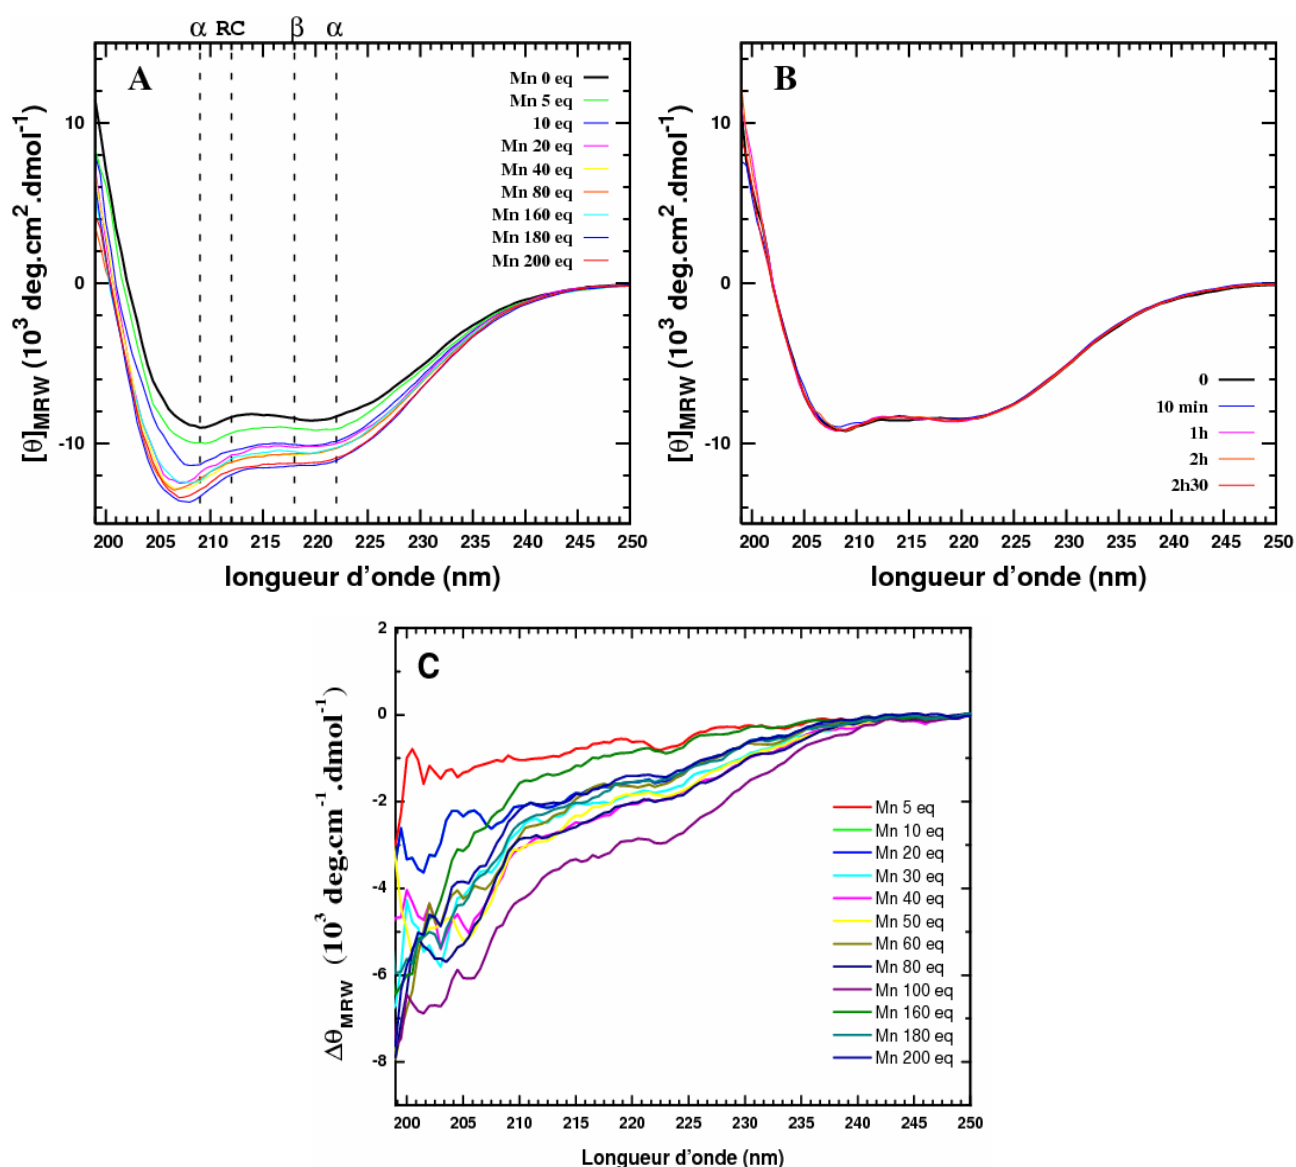 α RC β α
A
Mn 0 eq
Mn 5 eq
10 eq
Mn 20 eq
Mn 40 eq
Mn 80 eq
Mn 160 eq
Mn 180 eq
Mn 200 eq
[θ]MRW (10³ deg.cm².dmol⁻¹)
10
0
-10
200 205 210 215 220 225 230 235 240 245 250
longueur d'onde (nm)
B
0
10 min
1h
2h
2h30
[θ]MRW (10³ deg.cm².dmol⁻¹)
10
0
-10
200 205 210 215 220 225 230 235 240 245 250
longueur d'onde (nm)
C
Mn 5 eq
Mn 10 eq
Mn 20 eq
Mn 30 eq
Mn 40 eq
Mn 50 eq
Mn 60 eq
Mn 80 eq
Mn 100 eq
Mn 160 eq
Mn 180 eq
Mn 200 eq
ΔθMRW (10³ deg.cm⁻¹.dmol⁻¹)
2
0
-2
-4
-6
-8
200 205 210 215 220 225 230 235 240 245 250
Longueur d'onde (nm)